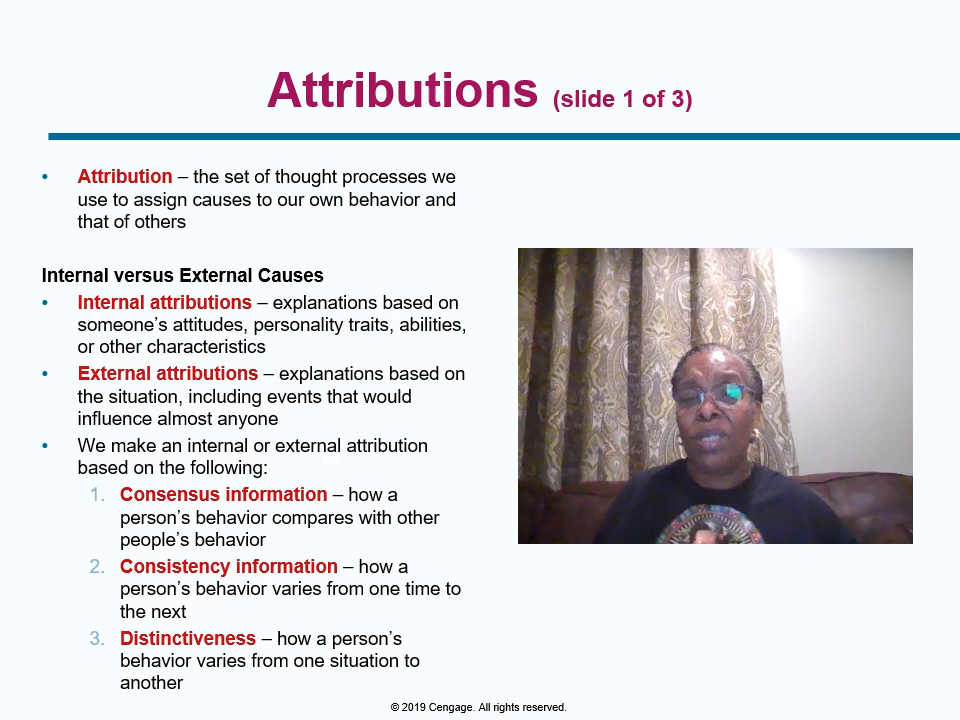 Attributions (slide 1 of 3)
• Attribution – the set of thought processes we
use to assign causes to our own behavior and
that of others
Internal versus External Causes
• Internal attributions – explanations based on
someone’s attitudes, personality traits, abilities,
or other characteristics
• External attributions – explanations based on
the situation, including events that would
influence almost anyone
• We make an internal or external attribution
based on the following:
1. Consensus information – how a
person’s behavior compares with other
people’s behavior
2. Consistency information – how a
person’s behavior varies from one time to
the next
3. Distinctiveness – how a person’s
behavior varies from one situation to
another
© 2019 Cengage. All rights reserved.